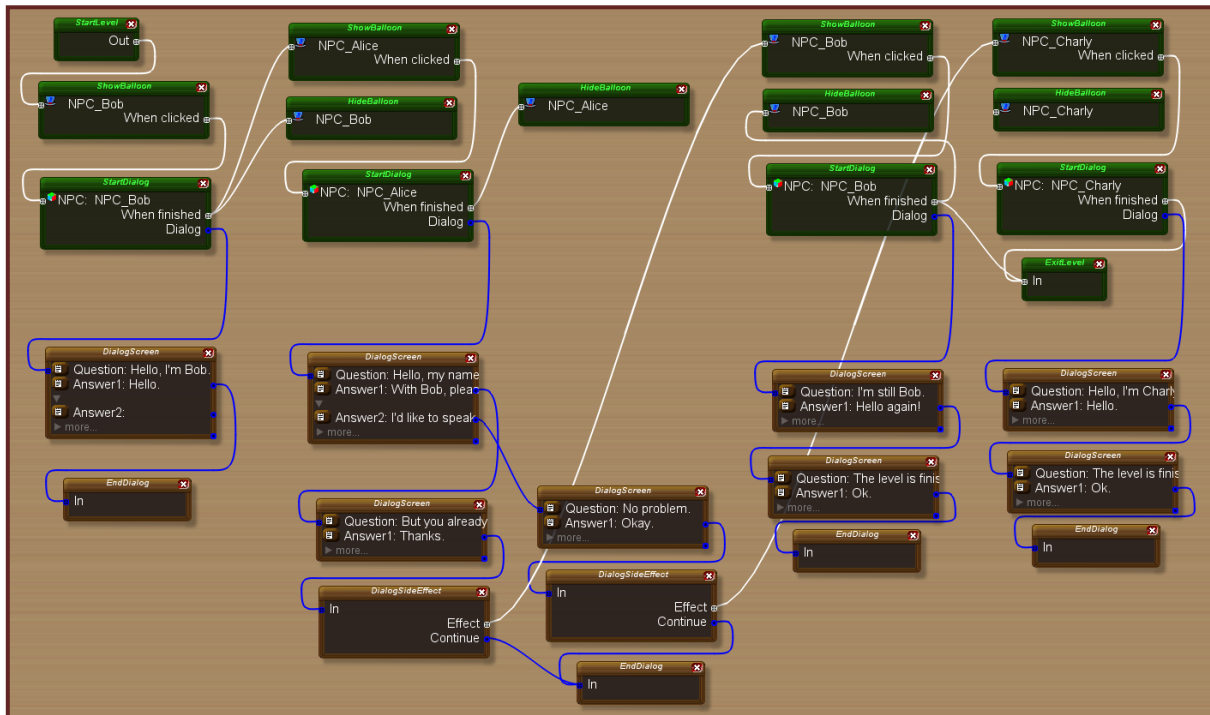 StartLevel
Out
ShowBalloon
NPC_Bob
When clicked
StartDialog
NPC: NPC_Bob
When finished
Dialog
DialogScreen
Question: Hello, I'm Bob.
Answer1: Hello.
Answer2:
more...
EndDialog
In
ShowBalloon
NPC_Alice
When clicked
HideBalloon
NPC_Bob
StartDialog
NPC: NPC_Alice
When finished
Dialog
DialogScreen
Question: Hello, my name
Answer1: With Bob, plea
Answer2: I'd like to speak
more...
DialogScreen
Question: But you already
Answer1: Thanks.
more...
DialogSideEffect
In
Effect
Continue
HideBalloon
NPC_Alice
DialogScreen
Question: No problem.
Answer1: Okay.
more...
DialogSideEffect
In
Effect
Continue
EndDialog
In
ShowBalloon
NPC_Bob
When clicked
HideBalloon
NPC_Bob
StartDialog
NPC: NPC_Bob
When finished
Dialog
DialogScreen
Question: I'm still Bob.
Answer1: Hello again!
more...
DialogScreen
Question: The level is finis
Answer1: Ok.
more...
EndDialog
In
ShowBalloon
NPC_Charly
When clicked
HideBalloon
NPC_Charly
StartDialog
NPC: NPC_Charly
When finished
Dialog
ExitLevel
In
DialogScreen
Question: Hello, I'm Charly
Answer1: Hello.
more...
DialogScreen
Question: The level is finis
Answer1: Ok.
more...
EndDialog
In